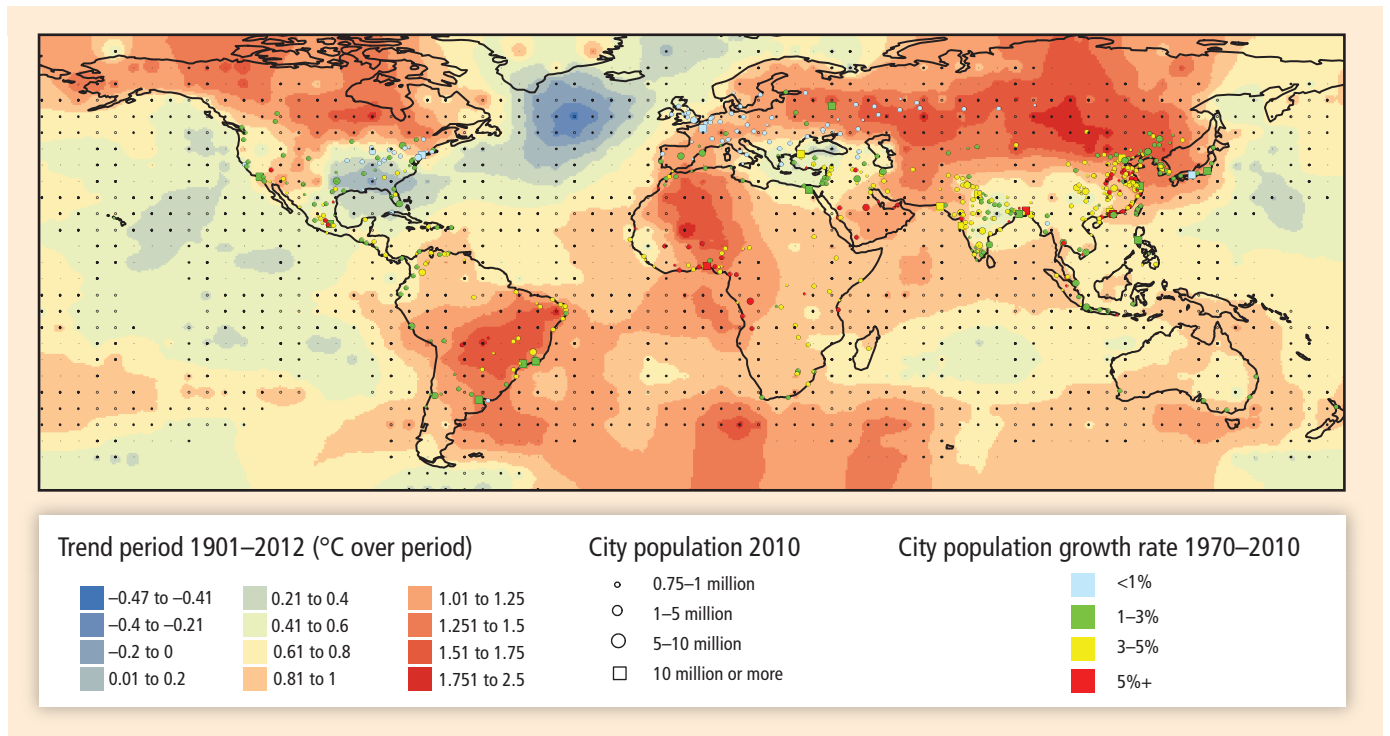 Trend period 1901–2012 (°C over period)
–0.47 to –0.41
–0.4 to –0.21
–0.2 to 0
0.01 to 0.2
0.21 to 0.4
0.41 to 0.6
0.61 to 0.8
0.81 to 1
1.01 to 1.25
1.251 to 1.5
1.51 to 1.75
1.751 to 2.5
City population 2010
0.75–1 million
1–5 million
5–10 million
10 million or more
City population growth rate 1970–2010
<1%
1–3%
3–5%
5%+